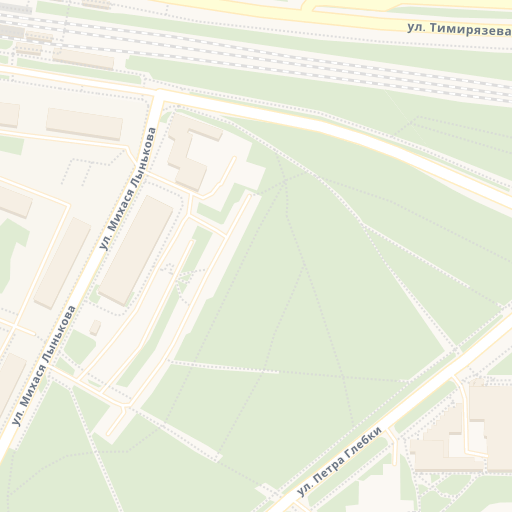 ул. Тимирязева
ул. Михася Лынькова
ул. Михася Лынькова
ул. Петра Глебки